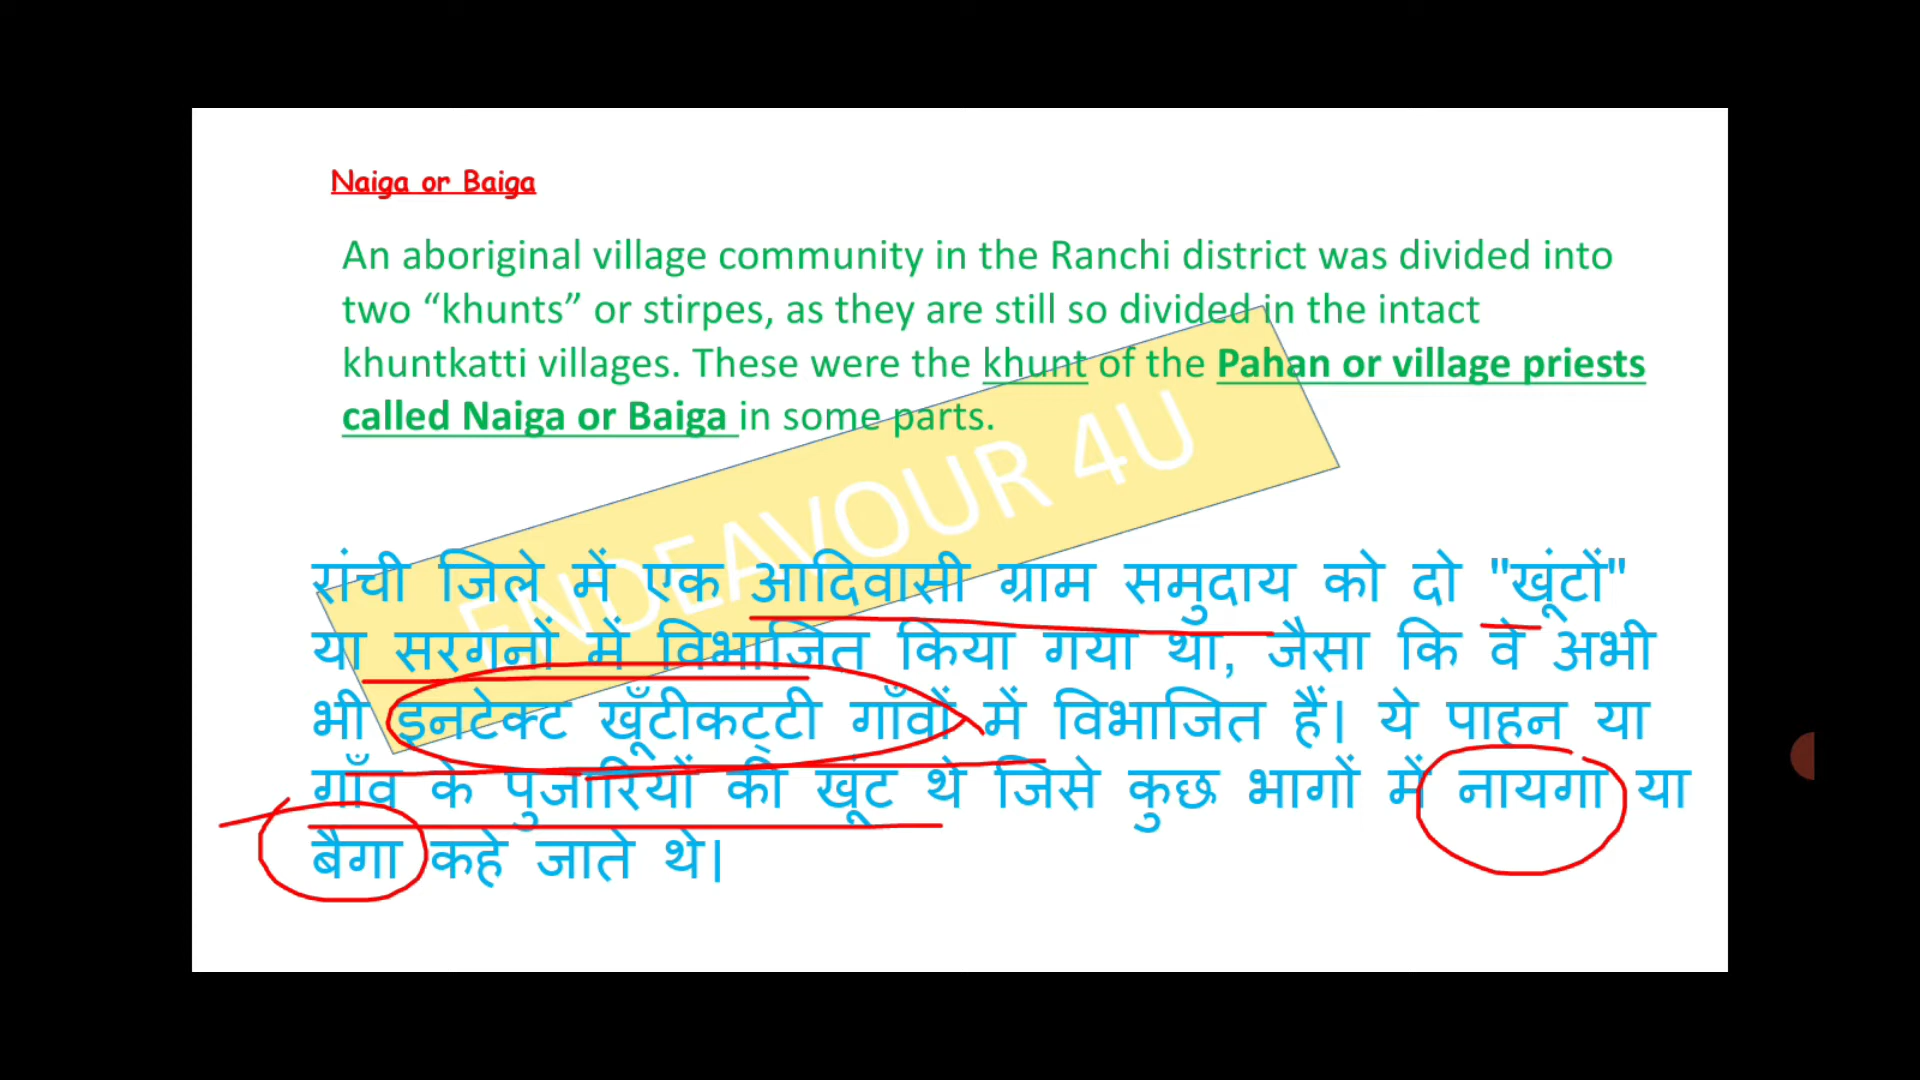 Naiga or Baiga
An aboriginal village community in the Ranchi district was divided into
two “khunts” or stirpes, as they are still so divided in the intact
khuntkatti villages. These were the khunt of the Pahan or village priests
called Naiga or Baiga in some parts.
ENDEAVOUR 4U
रांची जिले में एक आदिवासी ग्राम समुदाय को दो "खूंटों"
या सरगनों में विभाजित किया गया था, जैसा कि वे अभी
भी इनटेक्ट खूँटीकट्टी गाँवों में विभाजित हैं। ये पाहन या
गाँव के पुजारियों की खूंट थे जिसे कुछ भागों में नायगा या
बैगा कहे जाते थे।